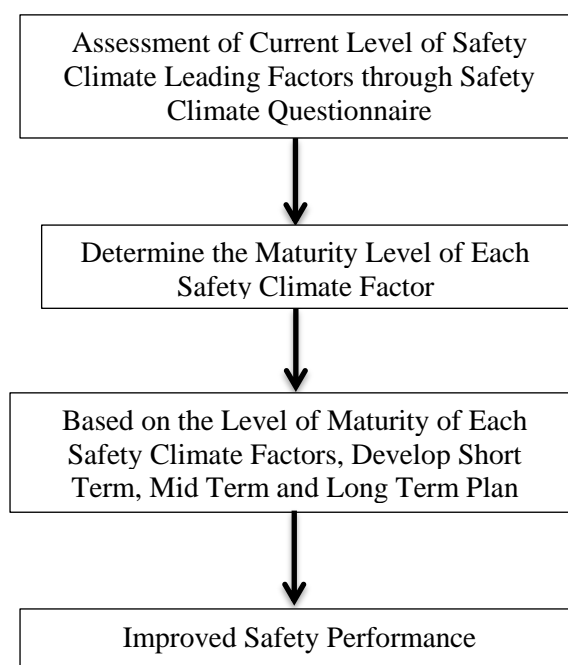 Assessment of Current Level of Safety
Climate Leading Factors through Safety
Climate Questionnaire
Determine the Maturity Level of Each
Safety Climate Factor
Based on the Level of Maturity of Each
Safety Climate Factors, Develop Short
Term, Mid Term and Long Term Plan
Improved Safety Performance